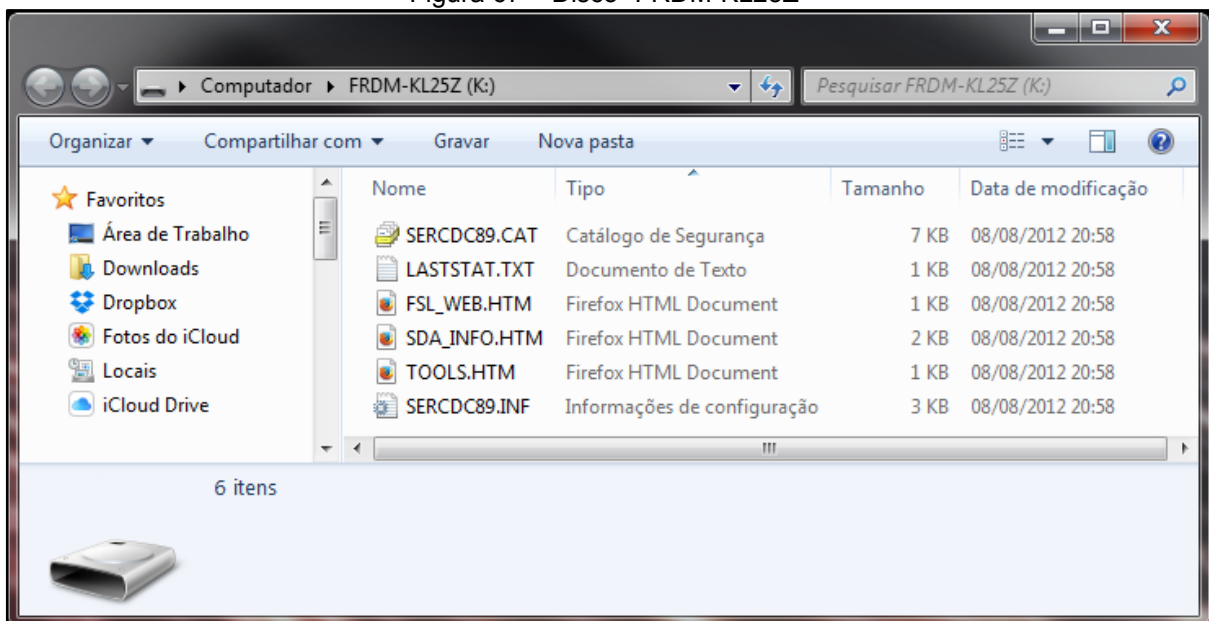 Computador ▸ FRDM-KL25Z (K:) Pesquisar FRDM-KL25Z (K:)
Organizar Compartilhar com Gravar Nova pasta
Favoritos
Área de Trabalho
Downloads
Dropbox
Fotos do iCloud
Locais
iCloud Drive
Nome Tipo Tamanho Data de modificação
SERCDC89.CAT Catálogo de Segurança 7 KB 08/08/2012 20:58
LASTSTAT.TXT Documento de Texto 1 KB 08/08/2012 20:58
FSL_WEB.HTM Firefox HTML Document 1 KB 08/08/2012 20:58
SDA_INFO.HTM Firefox HTML Document 2 KB 08/08/2012 20:58
TOOLS.HTM Firefox HTML Document 1 KB 08/08/2012 20:58
SERCDC89.INF Informações de configuração 3 KB 08/08/2012 20:58
6 itens